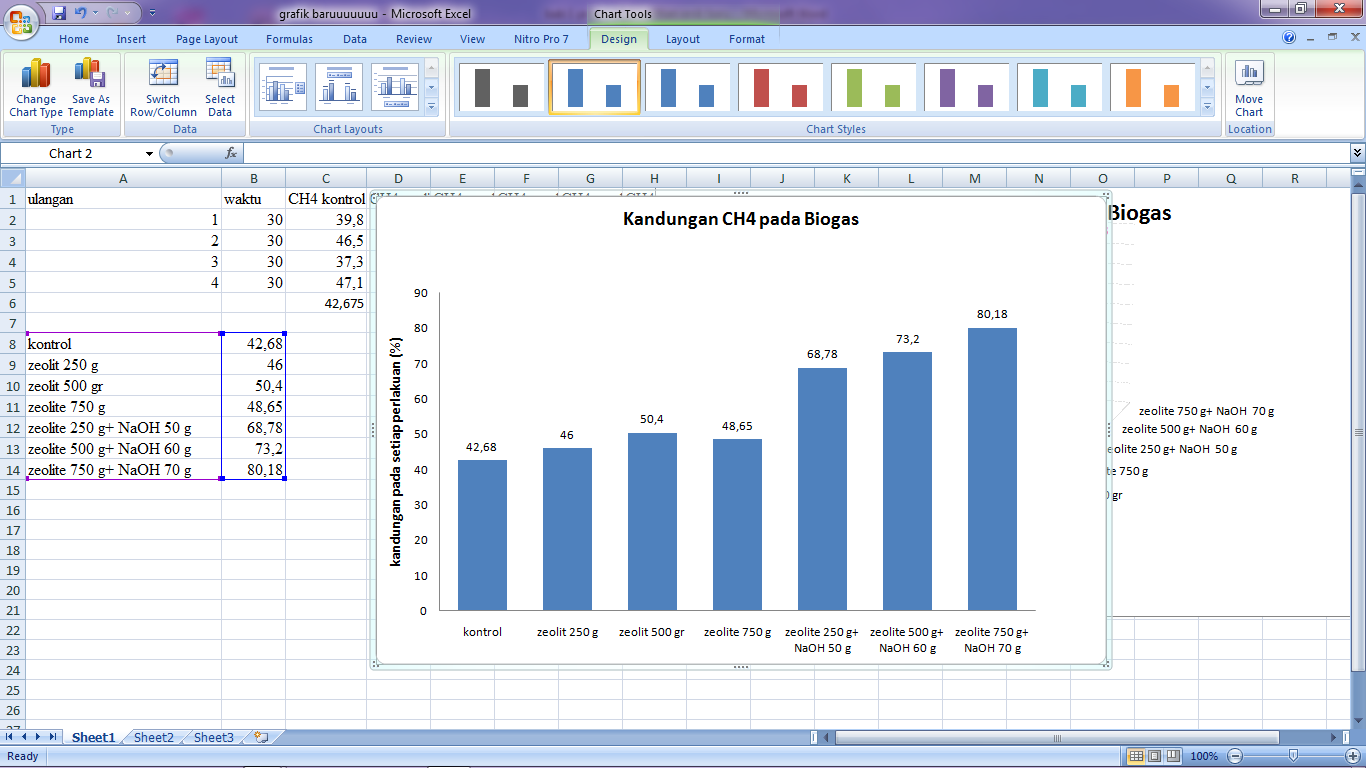 grafik baruuuuuuu - Microsoft Excel
Chart Tools
Home Insert Page Layout Formulas Data Review View Nitro Pro 7 Design Layout Format
Change Chart Type
Save As Template
Switch Row/Column
Select Data
Move Chart
Type Data Chart Layouts Chart Styles Location
Chart 2
fx
A B C D E F G H I J K L M N O P Q R
1 ulangan waktu CH4 kontrol
2 1 30 39,8
3 2 30 46,5
4 3 30 37,3
5 4 30 47,1
6 42,675
7
8 kontrol 42,68
9 zeolit 250 g 46
10 zeolit 500 gr 50,4
11 zeolite 750 g 48,65
12 zeolite 250 g+ NaOH 50 g 68,78
13 zeolite 500 g+ NaOH 60 g 73,2
14 zeolite 750 g+ NaOH 70 g 80,18
15
16
17
18
19
20
21
22
23
24
25
26
Kandungan CH4 pada Biogas
kandungan pada setiap perlakuan (%)
90
80
70
60
50
40
30
20
10
0
42,68
46
50,4
48,65
68,78
73,2
80,18
kontrol
zeolit 250 g
zeolit 500 gr
zeolite 750 g
zeolite 250 g+
NaOH 50 g
zeolite 500 g+
NaOH 60 g
zeolite 750 g+
NaOH 70 g
Biogas
zeolite 750 g+ NaOH 70 g
zeolite 500 g+ NaOH 60 g
eolite 250 g+ NaOH 50 g
ite 750 g
gr
Sheet1 Sheet2 Sheet3
Ready 100%